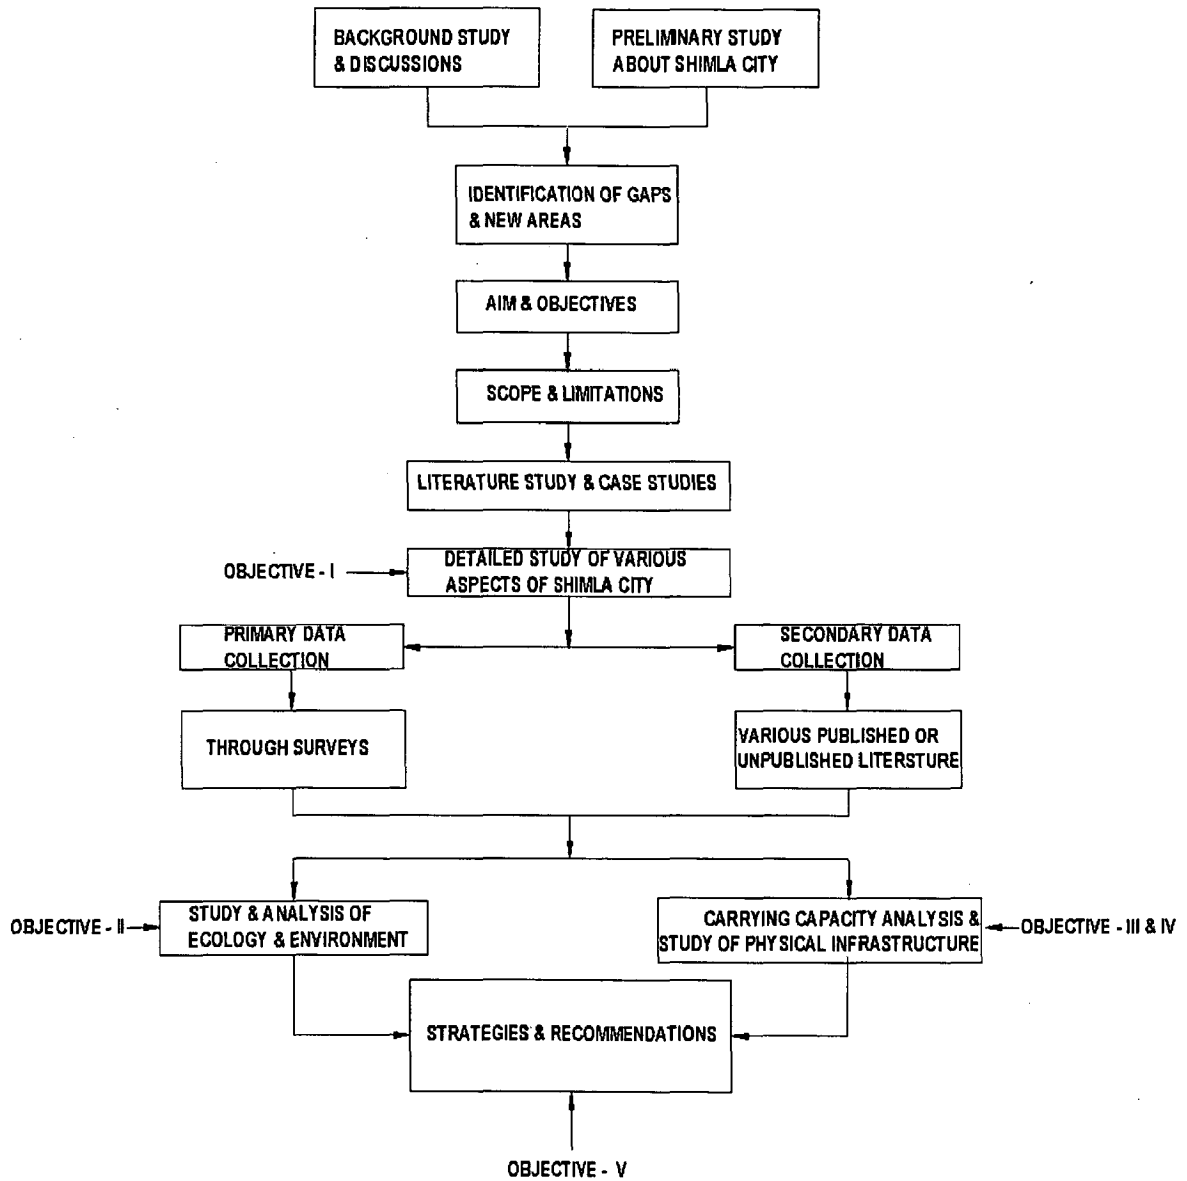 BACKGROUND STUDY
& DISCUSSIONS
PRELIMINARY STUDY
ABOUT SHIMLA CITY
IDENTIFICATION OF GAPS
& NEW AREAS
AIM & OBJECTIVES
SCOPE & LIMITATIONS
LITERATURE STUDY & CASE STUDIES
OBJECTIVE - I
DETAILED STUDY OF VARIOUS
ASPECTS OF SHIMLA CITY
PRIMARY DATA
COLLECTION
SECONDARY DATA
COLLECTION
THROUGH SURVEYS
VARIOUS PUBLISHED OR
UNPUBLISHED LITERSTURE
OBJECTIVE - II
STUDY & ANALYSIS OF
ECOLOGY & ENVIRONMENT
CARRYING CAPACITY ANALYSIS &
STUDY OF PHYSICAL INFRASTRUCTURE
OBJECTIVE - III & IV
STRATEGIES & RECOMMENDATIONS
OBJECTIVE - V